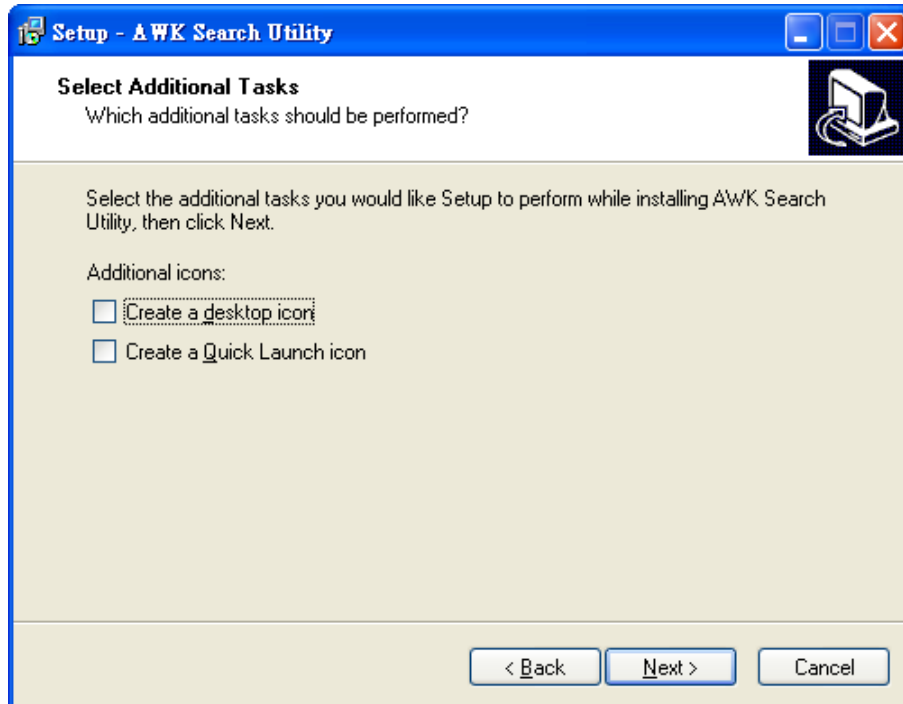 Setup - AWK Search Utility
Select Additional Tasks
Which additional tasks should be performed?
Select the additional tasks you would like Setup to perform while installing AWK Search
Utility, then click Next.
Additional icons:
Create a desktop icon
Create a Quick Launch icon
< Back
Next >
Cancel